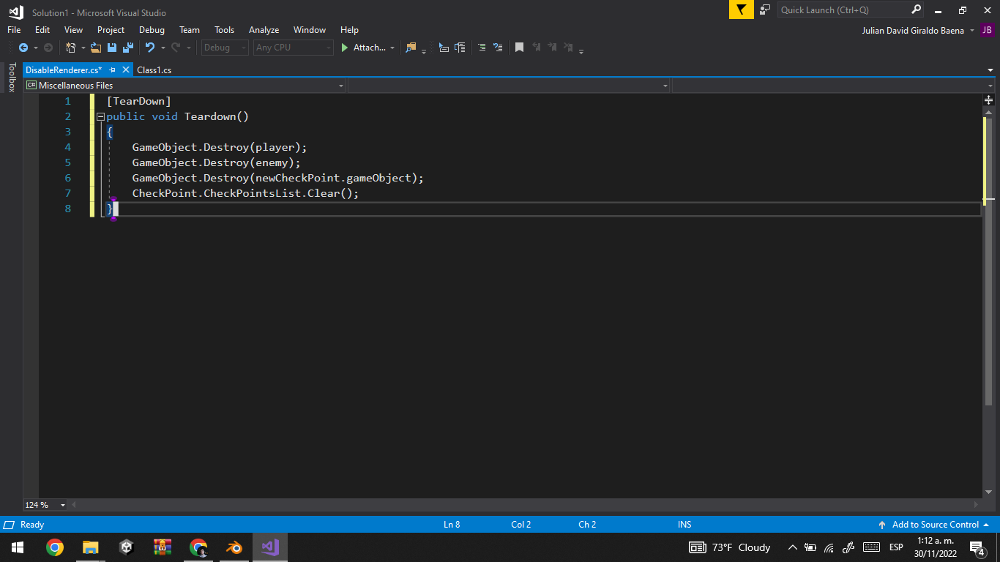 Solution1 - Microsoft Visual Studio
Quick Launch (Ctrl+Q)
File Edit View Project Debug Team Tools Analyze Window Help
Julian David Giraldo Baena JB
Debug Any CPU Attach...
Toolbox
DisableRenderer.cs* Class1.cs
C# Miscellaneous Files
1 [TearDown]
2 public void Teardown()
3 {
4 GameObject.Destroy(player);
5 GameObject.Destroy(enemy);
6 GameObject.Destroy(newCheckPoint.gameObject);
7 CheckPoint.CheckPointsList.Clear();
8 }
124 %
Ready Ln 8 Col 2 Ch 2 INS Add to Source Control
73°F Cloudy ESP 1:12 a. m.
30/11/2022 4